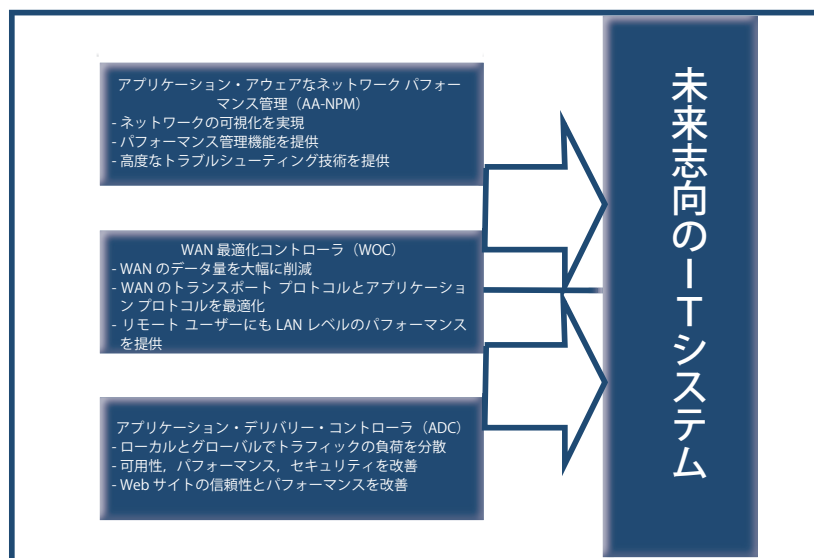 アプリケーション・アウェアなネットワーク パフォー
マンス管理（AA-NPM）
- ネットワークの可視化を実現
- パフォーマンス管理機能を提供
- 高度なトラブルシューティング技術を提供
WAN 最適化コントローラ（WOC）
- WAN のデータ量を大幅に削減
- WAN のトランスポート プロトコルとアプリケーショ
ン プロトコルを最適化
- リモート ユーザーにも LAN レベルのパフォーマンス
を提供
アプリケーション・デリバリー・コントローラ（ADC）
- ローカルとグローバルでトラフィックの負荷を分散
- 可用性，パフォーマンス，セキュリティを改善
- Web サイトの信頼性とパフォーマンスを改善
未来志向のITシステム